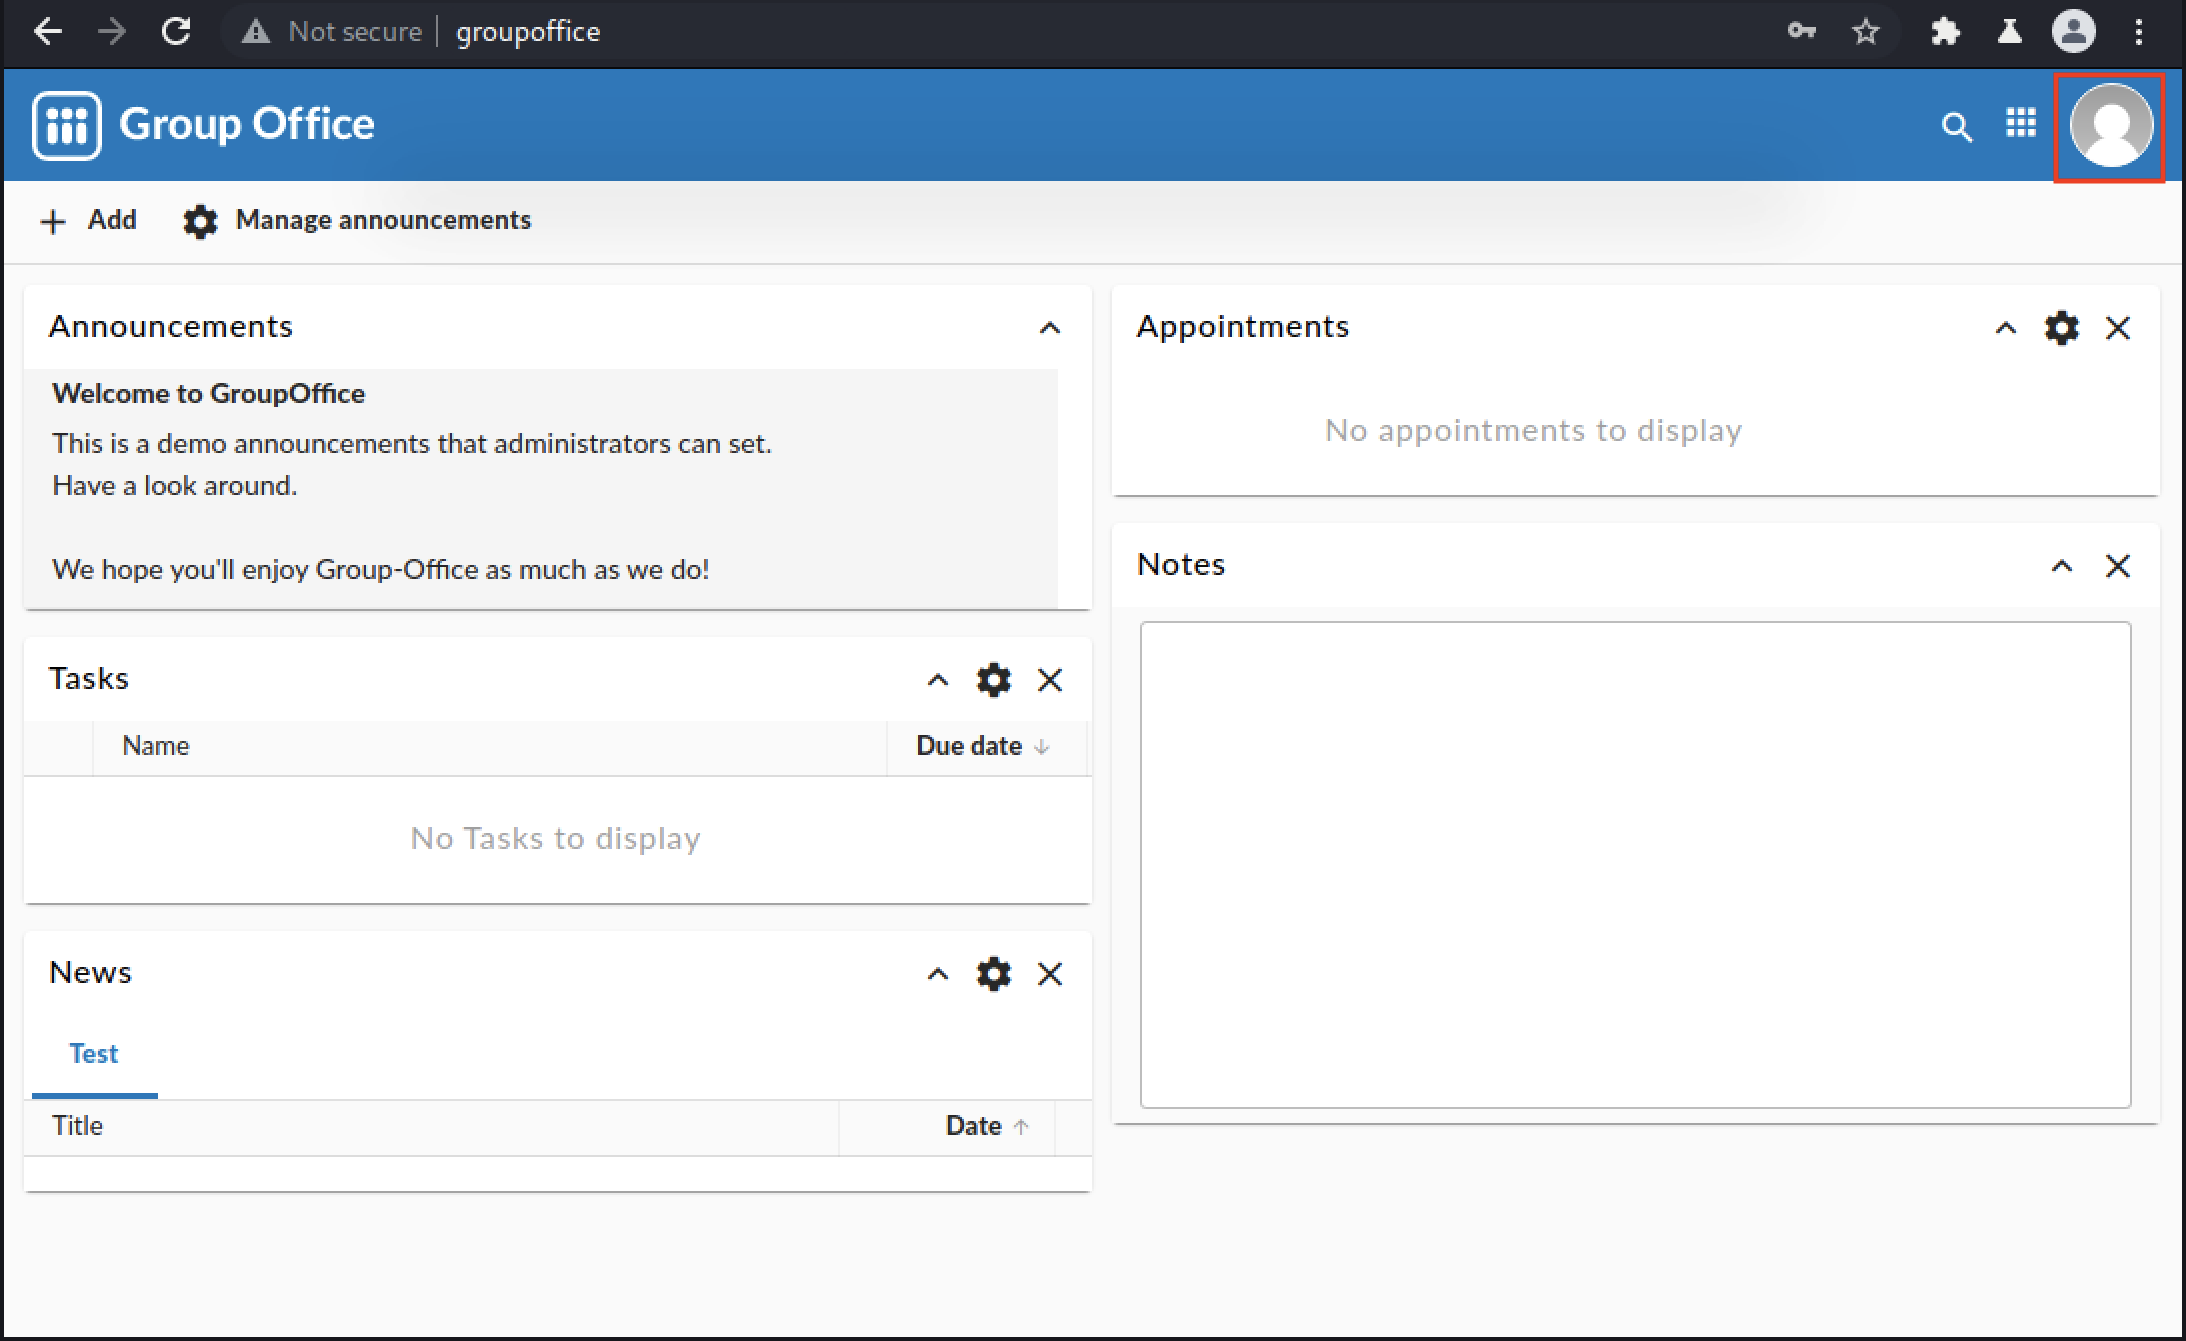 Not secure groupoffice
Group Office
Add Manage announcements
Announcements
Welcome to GroupOffice
This is a demo announcements that administrators can set.
Have a look around.
We hope you'll enjoy Group-Office as much as we do!
Tasks
Name Due date
No Tasks to display
News
Test
Title Date
Appointments
No appointments to display
Notes